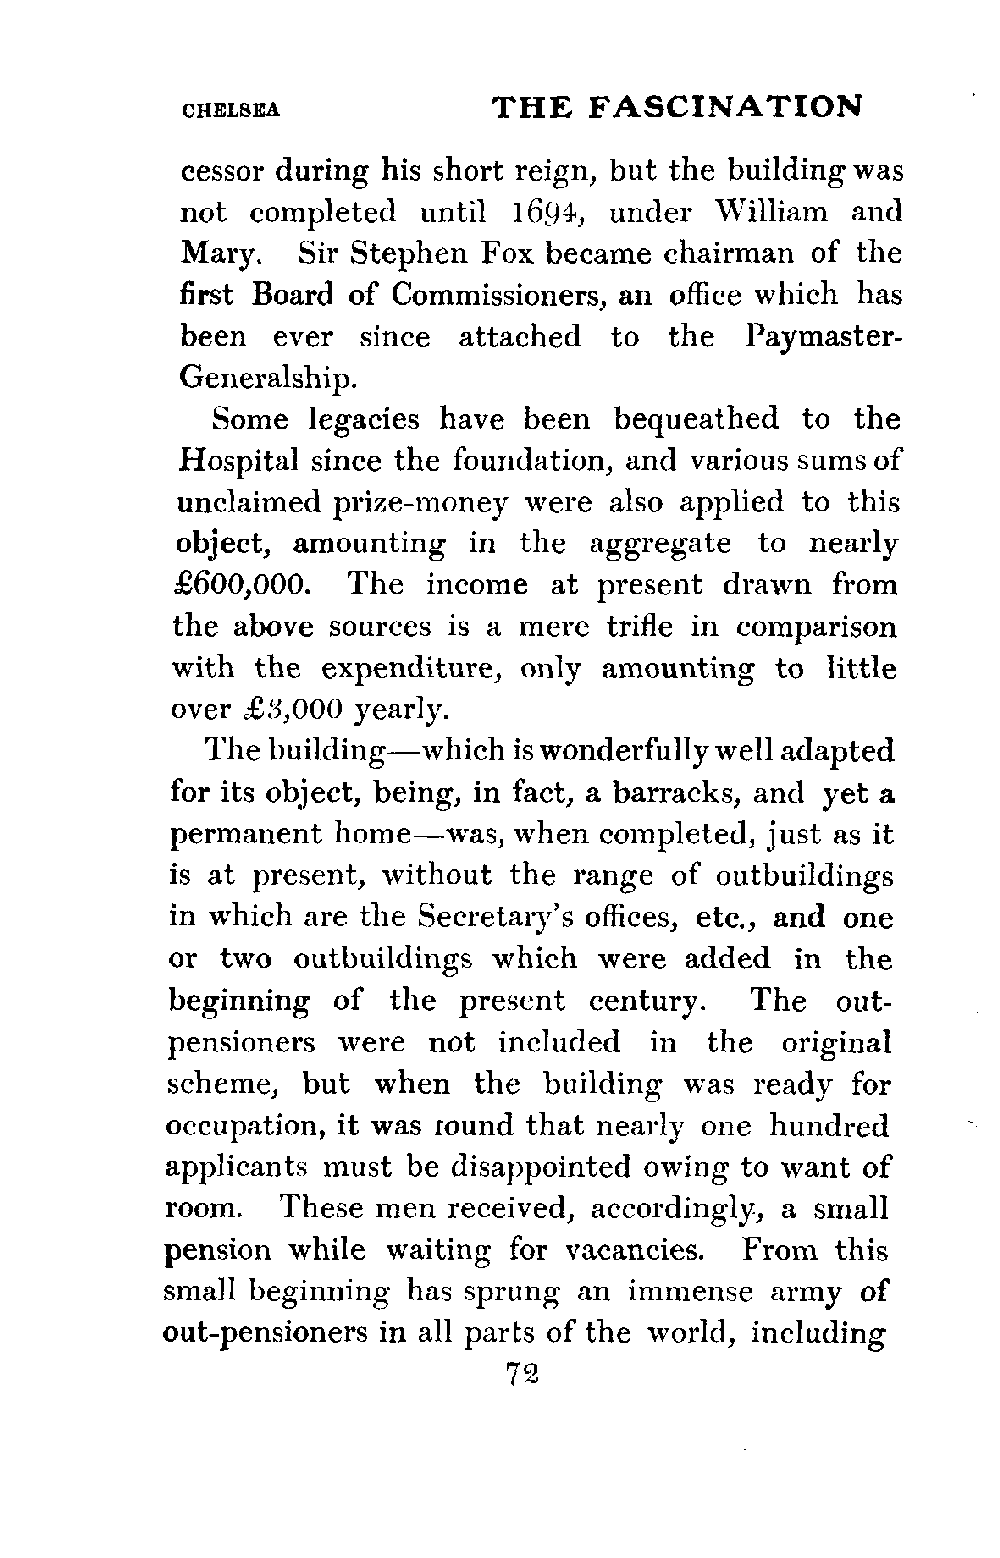 CHELSEA THE FASCINATION
cessor during his short reign, but the building was
not completed until 1694, under William and
Mary. Sir Stephen Fox became chairman of the
first Board of Commissioners, an office which has
been ever since attached to the Paymaster-
Generalship.
Some legacies have been bequeathed to the
Hospital since the foundation, and various sums of
unclaimed prize-money were also applied to this
object, amounting in the aggregate to nearly
£600,000. The income at present drawn from
the above sources is a mere trifle in comparison
with the expenditure, only amounting to little
over £3,000 yearly.
The building—which is wonderfully well adapted
for its object, being, in fact, a barracks, and yet a
permanent home—was, when completed, just as it
is at present, without the range of outbuildings
in which are the Secretary's offices, etc., and one
or two outbuildings which were added in the
beginning of the present century. The out-
pensioners were not included in the original
scheme, but when the building was ready for
occupation, it was found that nearly one hundred
applicants must be disappointed owing to want of
room. These men received, accordingly, a small
pension while waiting for vacancies. From this
small beginning has sprung an immense army of
out-pensioners in all parts of the world, including
72